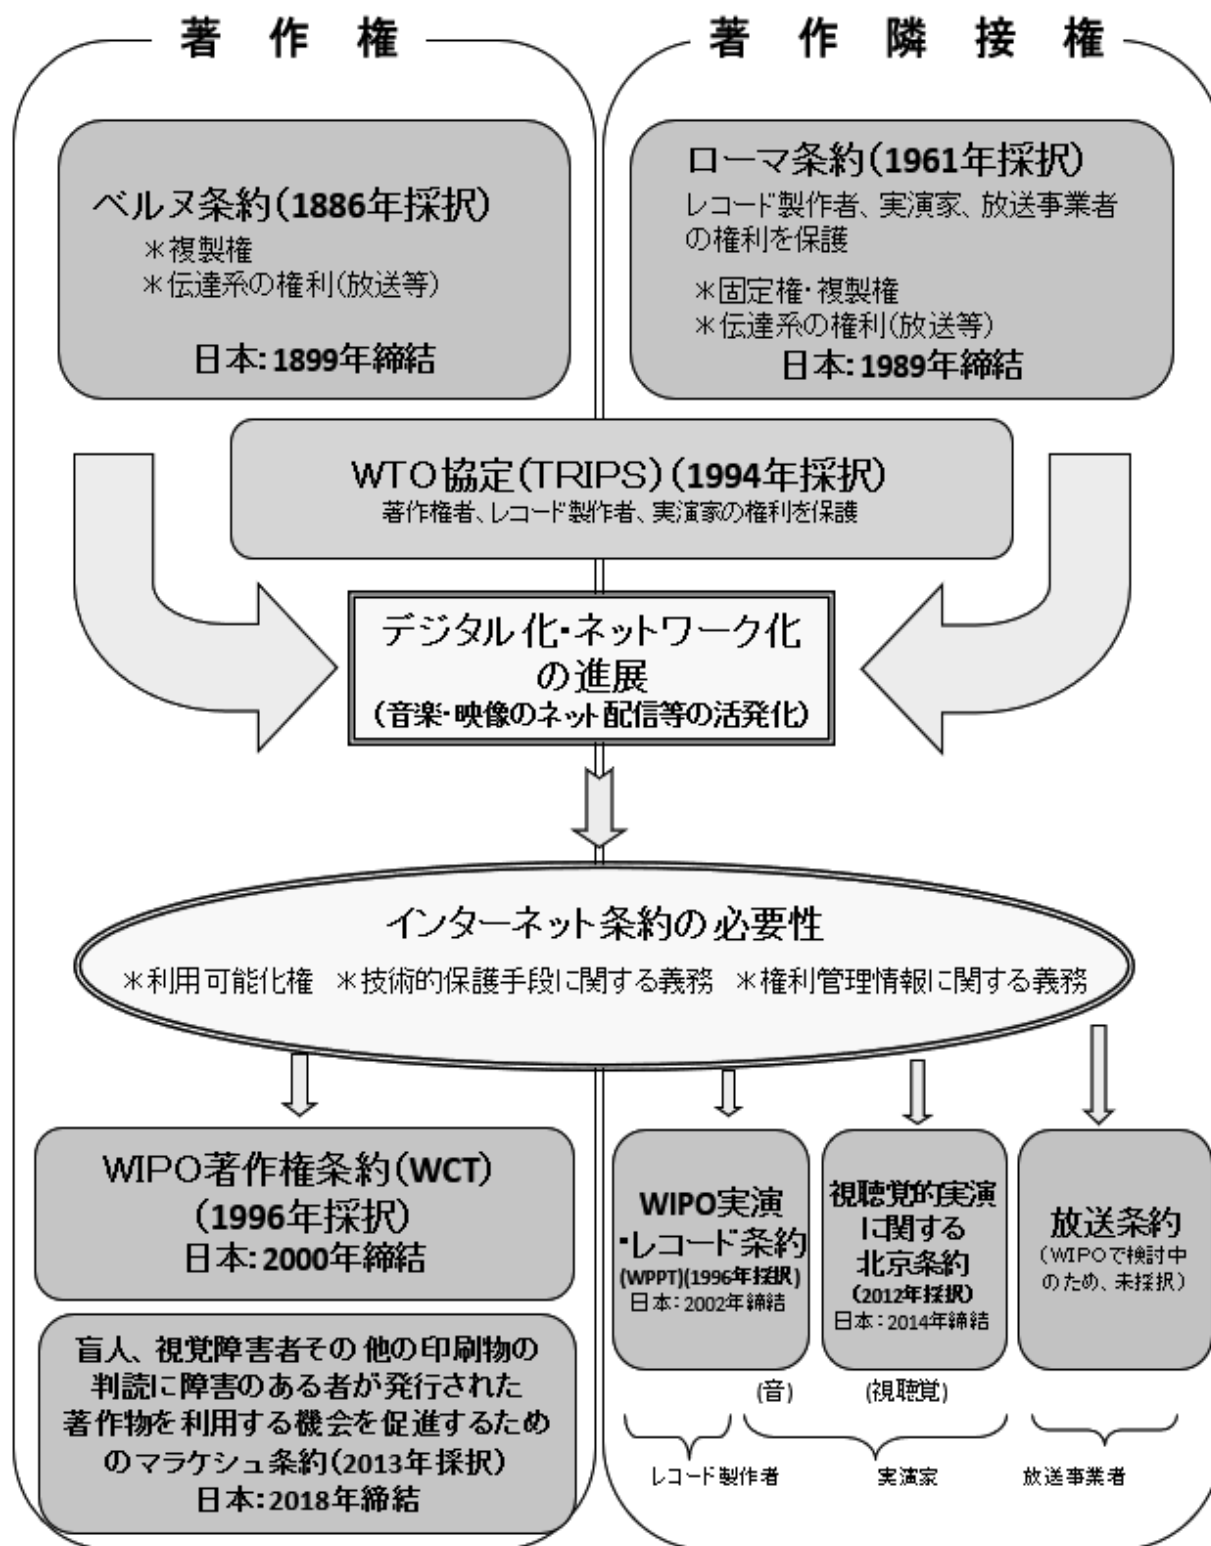 著作権
著作隣接権
ベルヌ条約(1886年採択)
＊複製権
＊伝達系の権利(放送等)
日本：1899年締結
ローマ条約(1961年採択)
レコード製作者、実演家、放送事業者
の権利を保護
＊固定権・複製権
＊伝達系の権利(放送等)
日本：1989年締結
WTO協定(TRIPS)(1994年採択)
著作権者、レコード製作者、実演家の権利を保護
デジタル化・ネットワーク化
の進展
(音楽・映像のネット配信等の活発化)
インターネット条約の必要性
＊利用可能化権 ＊技術的保護手段に関する義務 ＊権利管理情報に関する義務
WIPO著作権条約(WCT)
(1996年採択)
日本：2000年締結
盲人、視覚障害者その他の印刷物の
判読に障害のある者が発行された
著作物を利用する機会を促進するため
のマラケシュ条約(2013年採択)
日本：2018年締結
WIPO実演
・レコード条約
(WPPT)(1996年採択)
日本：2002年締結
視聴覚的実演
に関する
北京条約
(2012年採択)
日本：2014年締結
放送条約
(WIPOで検討中
のため、未採択)
(音)
(視聴覚)
レコード製作者
実演家
放送事業者